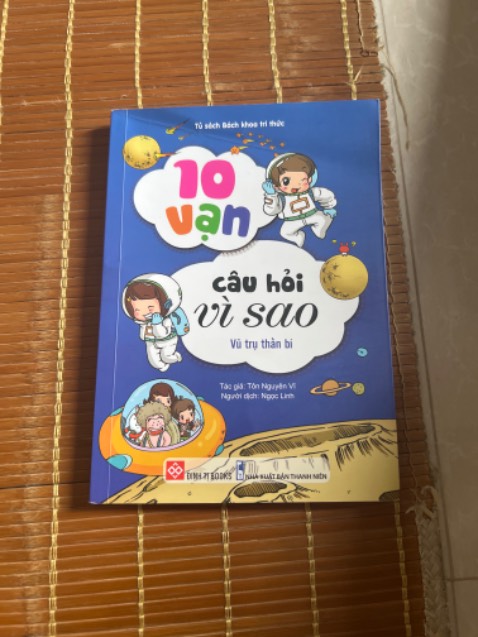 Tủ sách Bách khoa tri thức
10
vạn
câu hỏi
vì sao
Vũ trụ thần bí
Tác giả: Tôn Nguyên Vĩ
Người dịch: Ngọc Linh
ĐINH TỊ BOOKS
NHÀ XUẤT BẢN THANH NIÊN